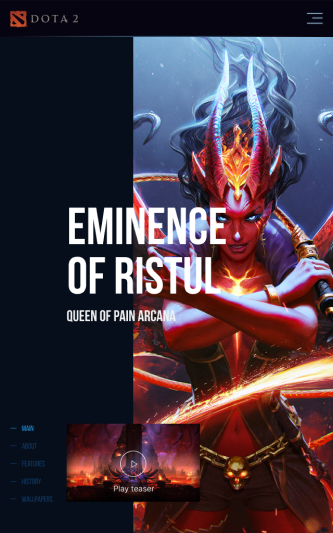 DOTA 2
EMINENCE
OF RISTUL
QUEEN OF PAIN ARCANA
MAIN
ABOUT
FEATURES
HISTORY
WALLPAPERS
Play teaser